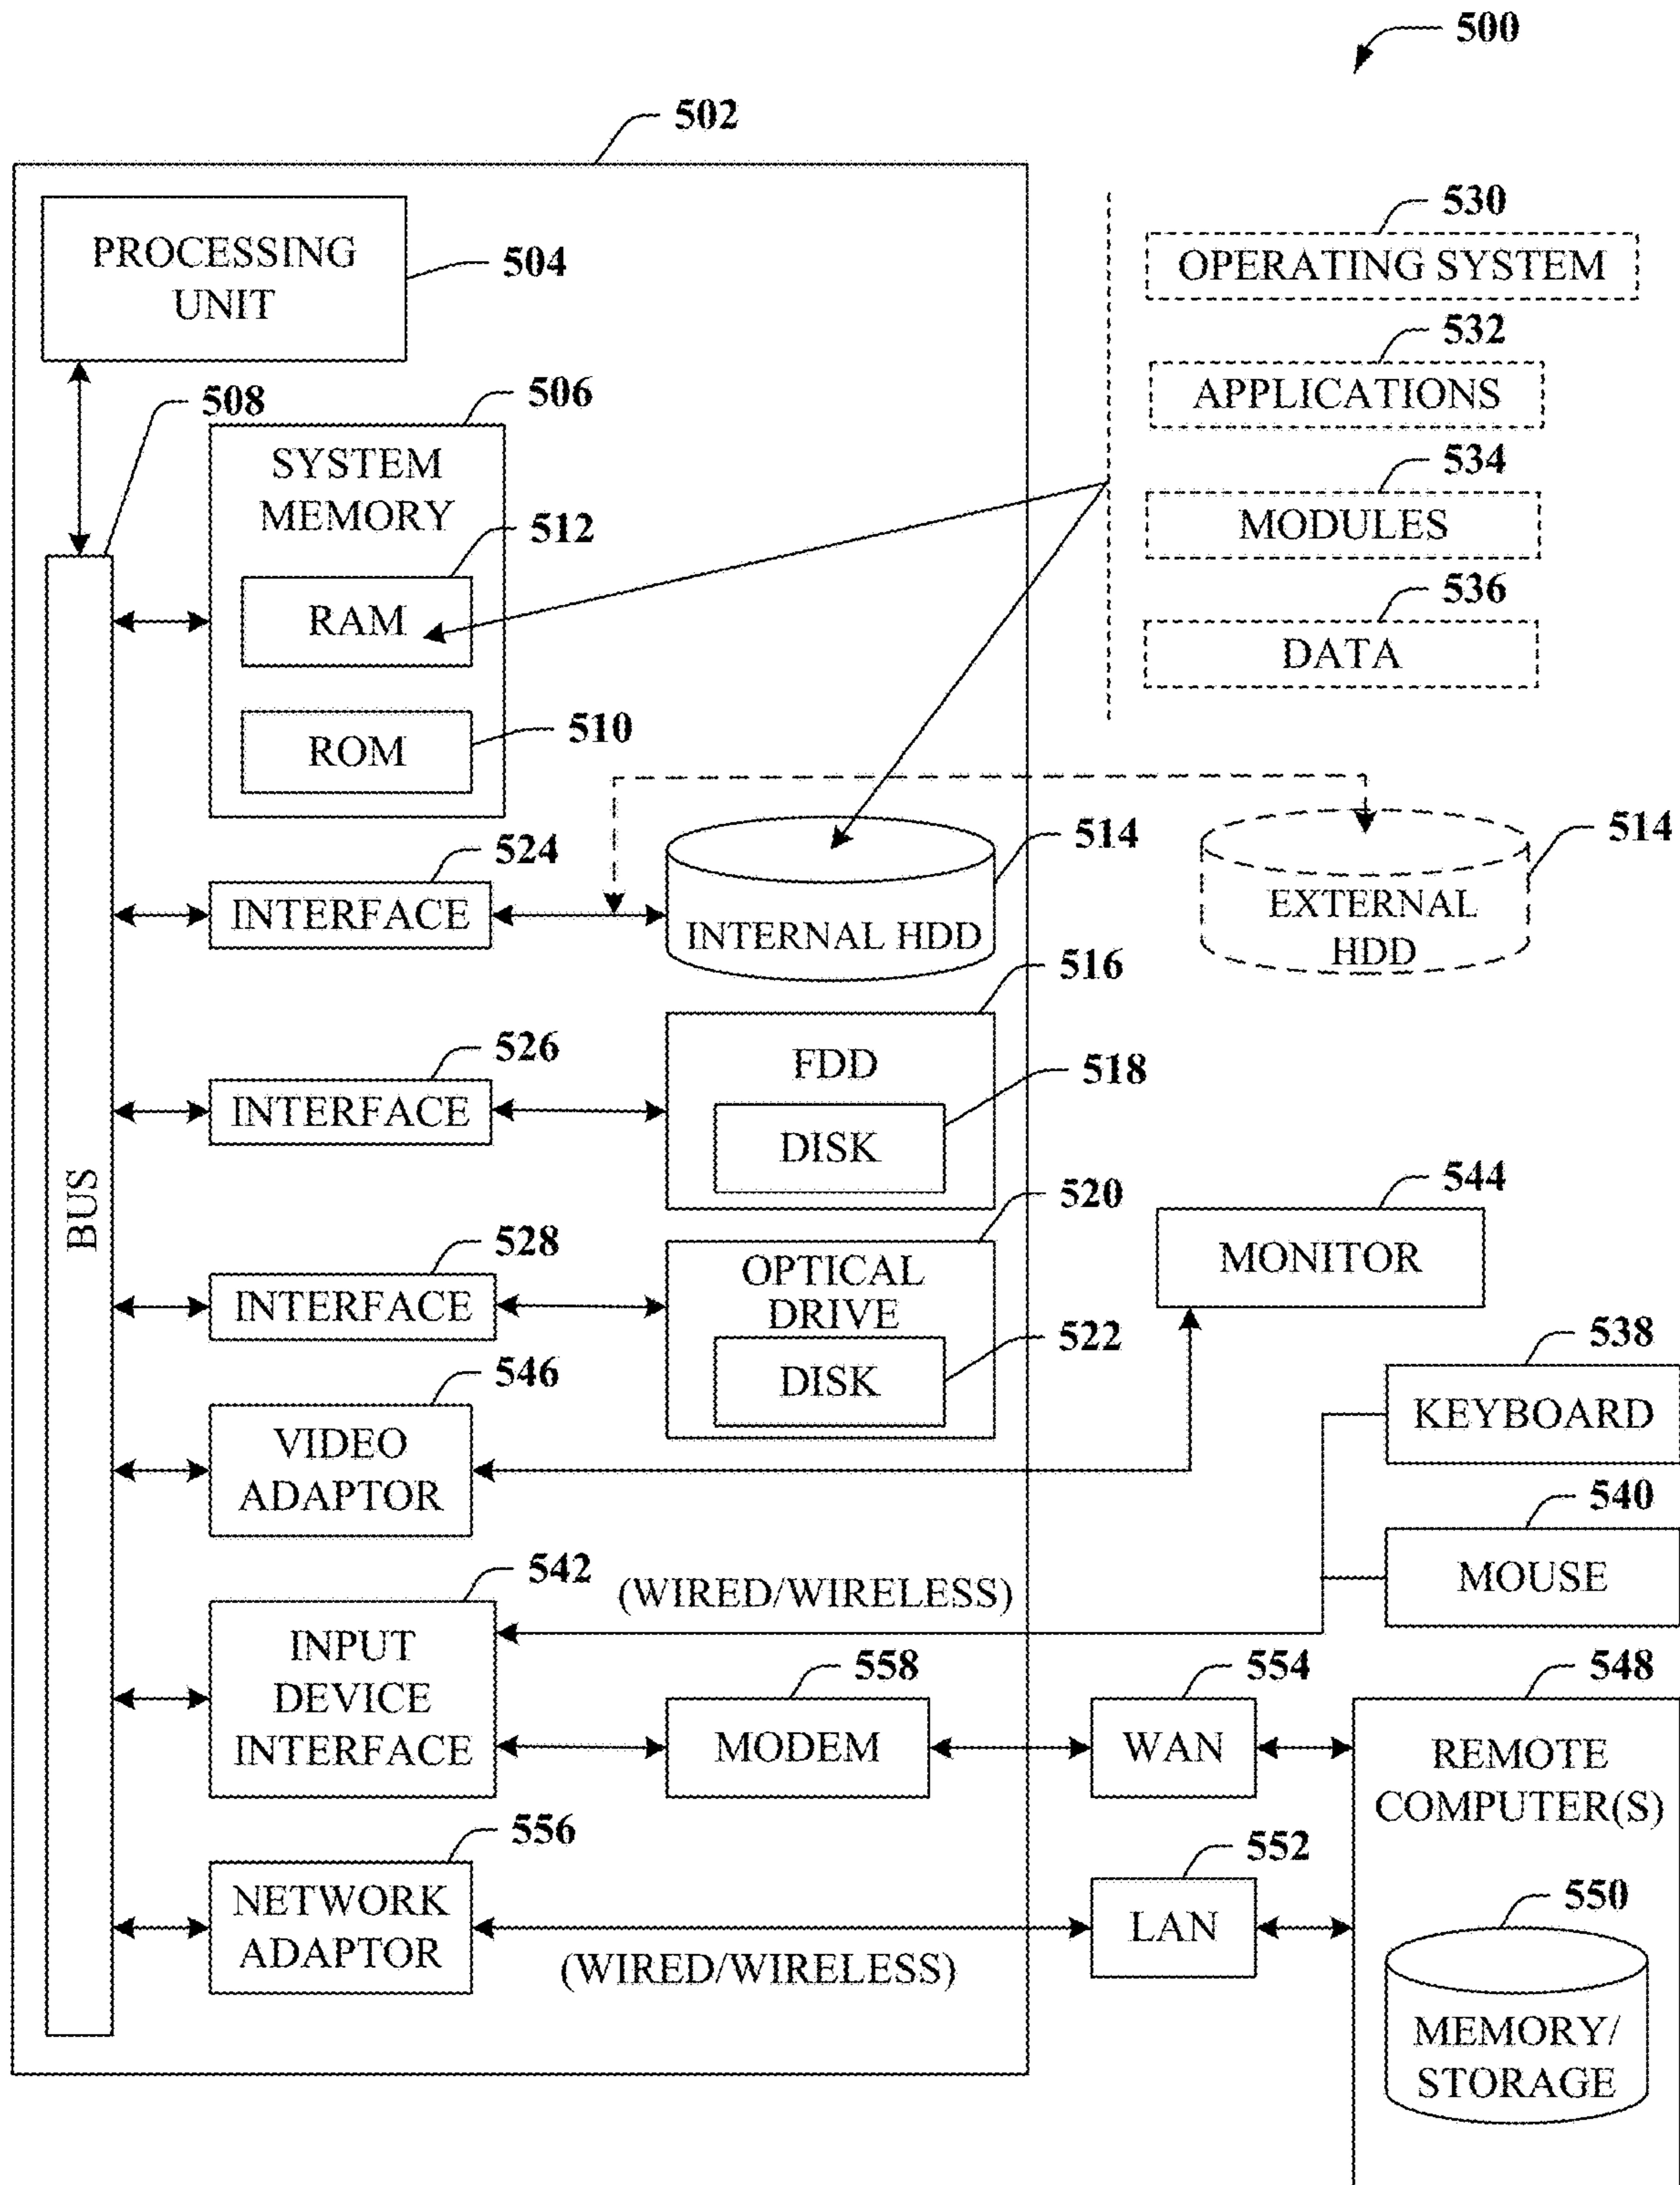 500
502
PROCESSING
UNIT
504
530
OPERATING SYSTEM
532
APPLICATIONS
534
MODULES
536
DATA
508
506
SYSTEM
MEMORY
512
RAM
510
ROM
BUS
524
INTERFACE
514
INTERNAL HDD
514
EXTERNAL
HDD
526
INTERFACE
516
FDD
518
DISK
528
INTERFACE
520
OPTICAL
DRIVE
522
DISK
544
MONITOR
546
VIDEO
ADAPTOR
538
KEYBOARD
540
MOUSE
542
(WIRED/WIRELESS)
INPUT
DEVICE
INTERFACE
558
MODEM
554
WAN
548
REMOTE
COMPUTER(S)
556
NETWORK
ADAPTOR
(WIRED/WIRELESS)
552
LAN
550
MEMORY/
STORAGE